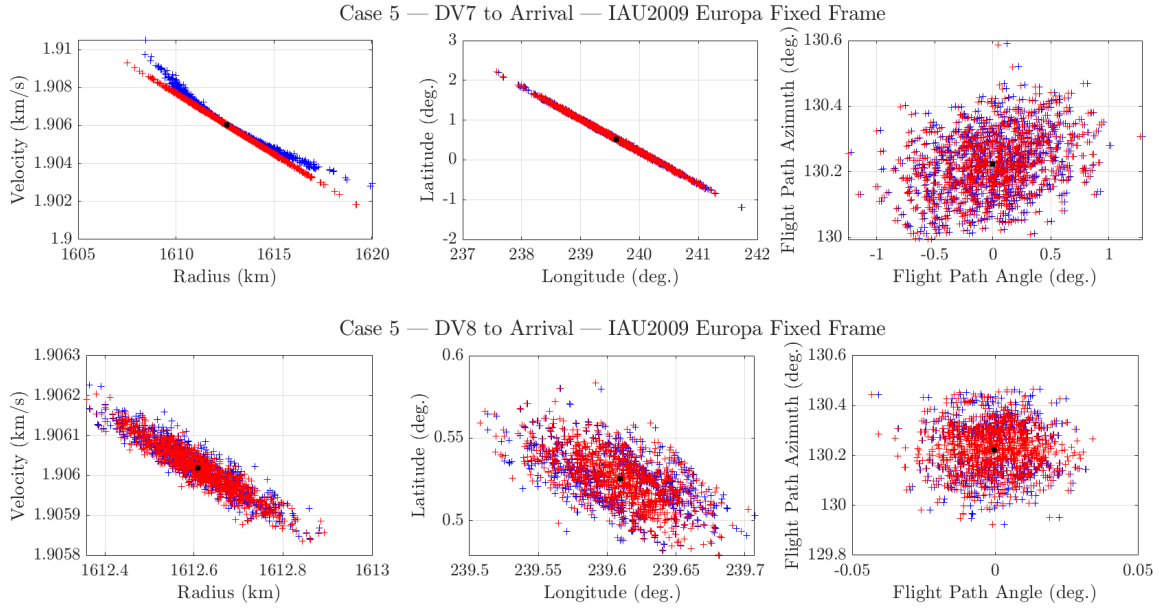 Case 5 — DV7 to Arrival — IAU2009 Europa Fixed Frame
1.91
1.908
1.906
1.904
1.902
1.9
Velocity (km/s)
1605 1610 1615 1620
Radius (km)
3
2
1
0
-1
-2
Latitude (deg.)
237 238 239 240 241 242
Longitude (deg.)
130.6
130.4
130.2
130
Flight Path Azimuth (deg.)
-1 -0.5 0 0.5 1
Flight Path Angle (deg.)
Case 5 — DV8 to Arrival — IAU2009 Europa Fixed Frame
1.9063
1.9062
1.9061
1.906
1.9059
1.9058
Velocity (km/s)
1612.4 1612.6 1612.8 1613
Radius (km)
0.6
0.55
0.5
Latitude (deg.)
239.5 239.55 239.6 239.65 239.7
Longitude (deg.)
130.6
130.4
130.2
130
129.8
Flight Path Azimuth (deg.)
-0.05 0 0.05
Flight Path Angle (deg.)